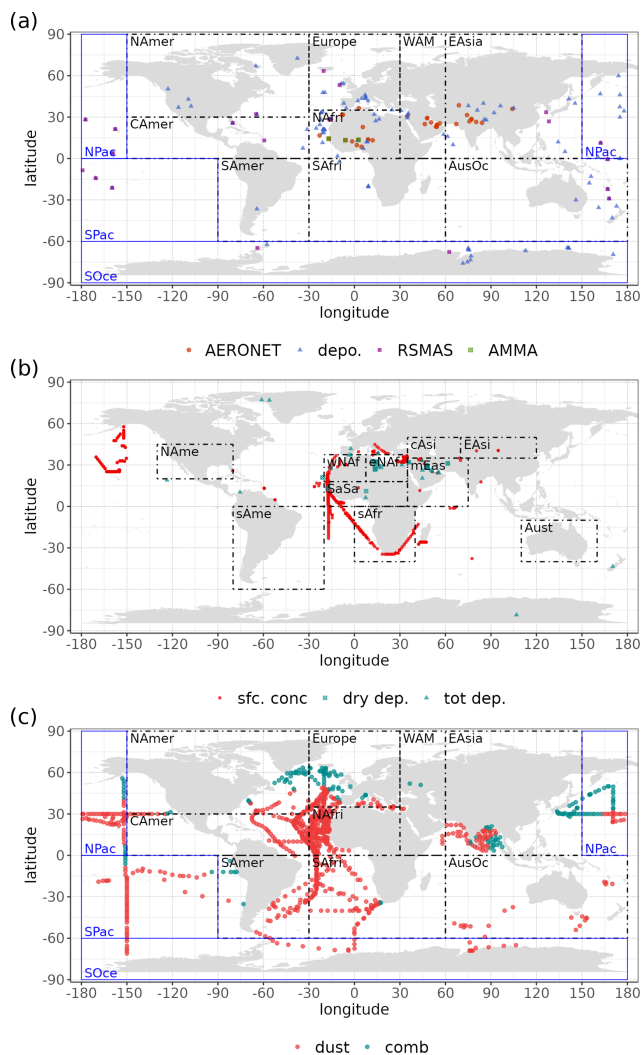 (a)
90
60
30
0
-30
-60
-90
latitude
NAmer
Europe
WAM
EAsia
CAmer
NAfri
NPac
SAmer
SAfri
AusOc
NPac
SPac
SOce
-180 -150 -120 -90 -60 -30 0 30 60 90 120 150 180
longitude
AERONET depo. RSMAS AMMA
(b)
90
60
30
0
-30
-60
-90
latitude
NAme
wNAf
eNAf
cAsi
EAsi
mEas
SaSa
sAme
sAfr
Aust
-180 -150 -120 -90 -60 -30 0 30 60 90 120 150 180
longitude
sfc. conc dry dep. tot dep.
(c)
90
60
30
0
-30
-60
-90
latitude
NAmer
Europe
WAM
EAsia
CAmer
NAfri
NPac
SAmer
SAfri
AusOc
NPac
SPac
SOce
-180 -150 -120 -90 -60 -30 0 30 60 90 120 150 180
longitude
dust comb